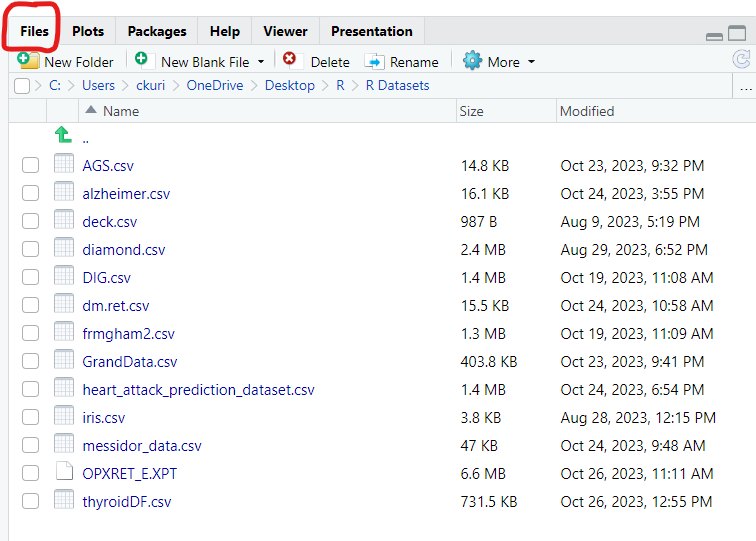 Files Plots Packages Help Viewer Presentation
New Folder New Blank File Delete Rename More
C: Users ckuri OneDrive Desktop R R Datasets ...
Name Size Modified
..
AGS.csv 14.8 KB Oct 23, 2023, 9:32 PM
alzheimer.csv 16.1 KB Oct 24, 2023, 3:55 PM
deck.csv 987 B Aug 9, 2023, 5:19 PM
diamond.csv 2.4 MB Aug 29, 2023, 6:52 PM
DIG.csv 1.4 MB Oct 19, 2023, 11:08 AM
dm.ret.csv 15.5 KB Oct 24, 2023, 10:58 AM
frmgham2.csv 1.3 MB Oct 19, 2023, 11:09 AM
GrandData.csv 403.8 KB Oct 23, 2023, 9:41 PM
heart_attack_prediction_dataset.csv 1.4 MB Oct 24, 2023, 6:54 PM
iris.csv 3.8 KB Aug 28, 2023, 12:15 PM
messidor_data.csv 47 KB Oct 24, 2023, 9:48 AM
OPXRET_E.XPT 6.6 MB Oct 26, 2023, 11:11 AM
thyroidDF.csv 731.5 KB Oct 26, 2023, 12:55 PM